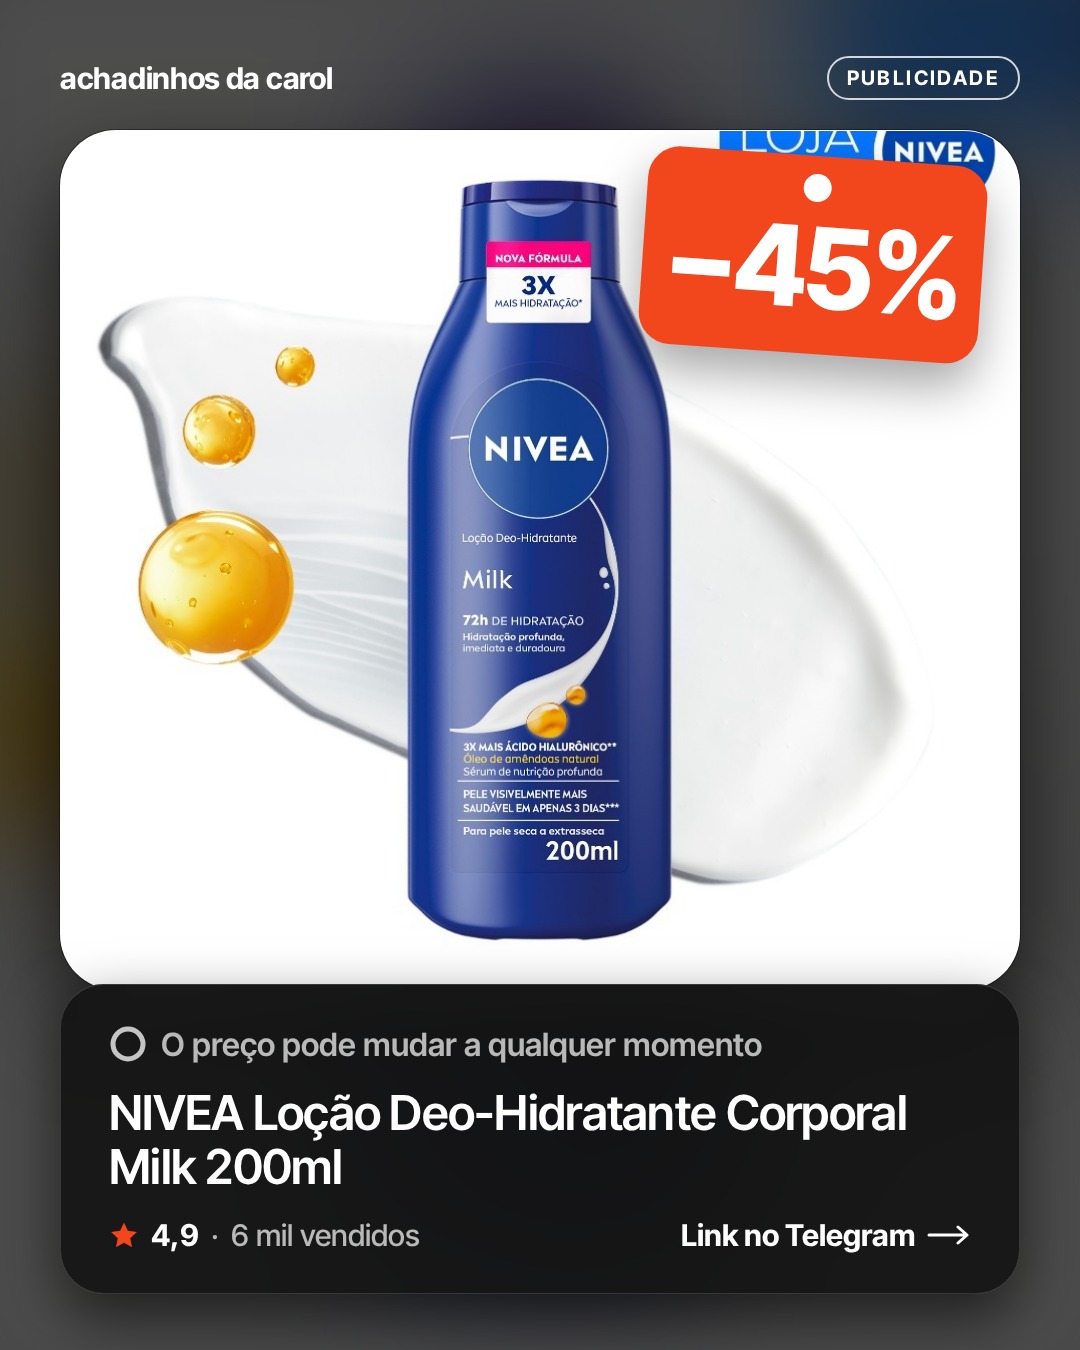 achadinhos da carol
PUBLICIDADE
LOJA
NIVEA
-45%
NOVA FÓRMULA
3X
MAIS HIDRATAÇÃO*
NIVEA
Loção Deo-Hidratante
Milk
72h DE HIDRATAÇÃO
Hidratação profunda,
imediata e duradoura
3X MAIS ÁCIDO HIALURÔNICO**
Óleo de amêndoas natural
Sérum de nutrição profunda
PELE VISIVELMENTE MAIS
SAUDÁVEL EM APENAS 3 DIAS***
Para pele seca a extrasseca
200ml
O preço pode mudar a qualquer momento
NIVEA Loção Deo-Hidratante Corporal
Milk 200ml
4,9 · 6 mil vendidos
Link no Telegram →